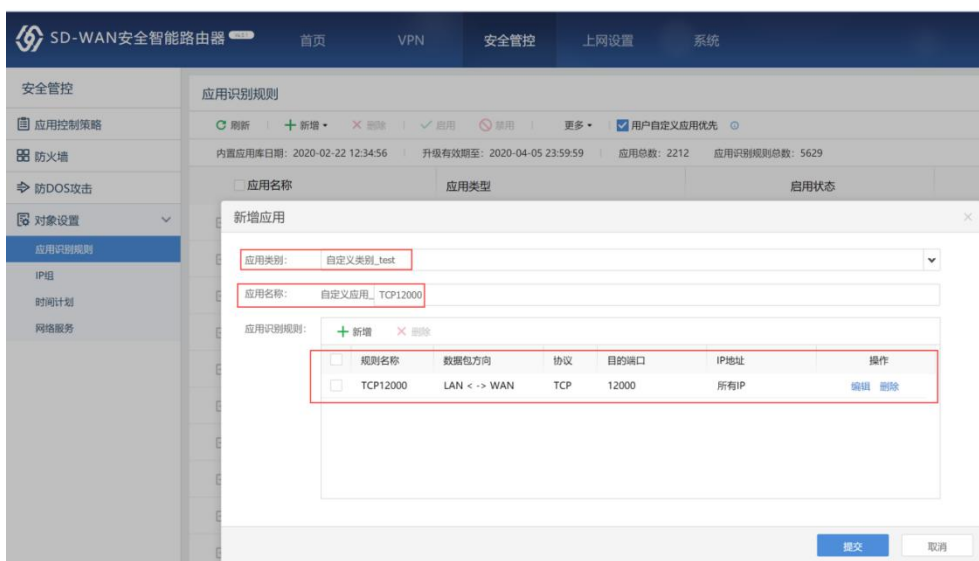 SD-WAN安全智能路由器
首页 VPN 安全管控 上网设置 系统
安全管控
应用控制策略
防火墙
防DOS攻击
对象设置
应用识别规则
IP组
时间计划
网络服务
应用识别规则
刷新 新增 删除 启用 禁用 更多 用户自定义应用优先
内置应用库日期: 2020-02-22 12:34:56 升级有效期至: 2020-04-05 23:59:59 应用总数: 2212 应用识别规则总数: 5629
应用名称 应用类型 启用状态
新增应用
应用类别: 自定义类别_test
应用名称: 自定义应用_ TCP12000
应用识别规则: 新增 删除
规则名称 数据包方向 协议 目的端口 IP地址 操作
TCP12000 LAN < -> WAN TCP 12000 所有IP 编辑 删除
提交 取消